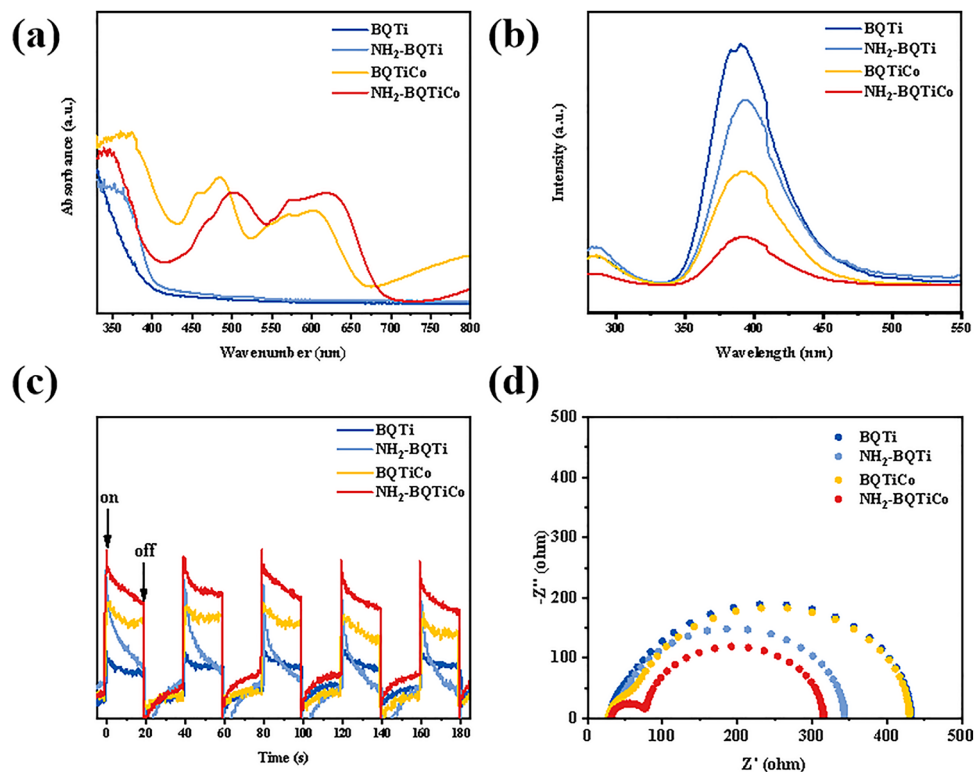 (a)
BQTi
NH2-BQTi
BQTiCo
NH2-BQTiCo
Absorbance (a.u.)
350 400 450 500 550 600 650 700 750 800
Wavenumber (nm)
(b)
BQTi
NH2-BQTi
BQTiCo
NH2-BQTiCo
Intensity (a.u.)
300 350 400 450 500 550
Wavelength (nm)
(c)
BQTi
NH2-BQTi
BQTiCo
NH2-BQTiCo
on
off
0 20 40 60 80 100 120 140 160 180
Time (s)
(d)
500
400
300
200
100
0
BQTi
NH2-BQTi
BQTiCo
NH2-BQTiCo
-Z'' (ohm)
0 100 200 300 400 500
Z' (ohm)